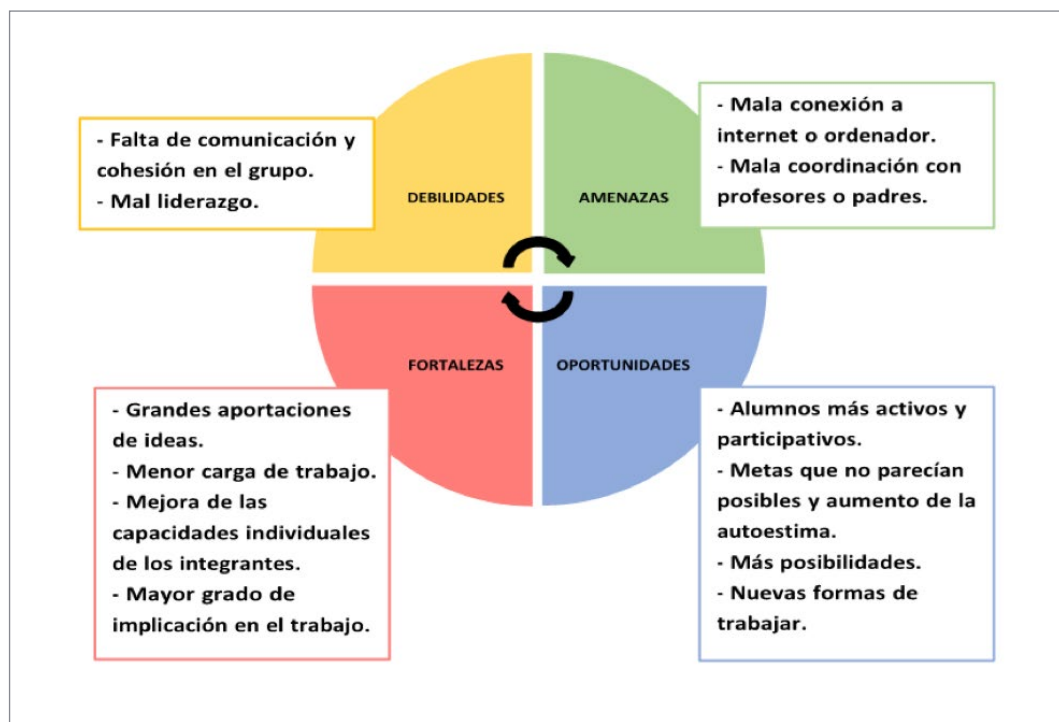 - Falta de comunicación y
cohesión en el grupo.
- Mal liderazgo.
DEBILIDADES
AMENAZAS
- Mala conexión a
internet o ordenador.
- Mala coordinación con
profesores o padres.
FORTALEZAS
OPORTUNIDADES
- Grandes aportaciones
de ideas.
- Menor carga de trabajo.
- Mejora de las
capacidades individuales
de los integrantes.
- Mayor grado de
implicación en el trabajo.
- Alumnos más activos y
participativos.
- Metas que no parecían
posibles y aumento de la
autoestima.
- Más posibilidades.
- Nuevas formas de
trabajar.